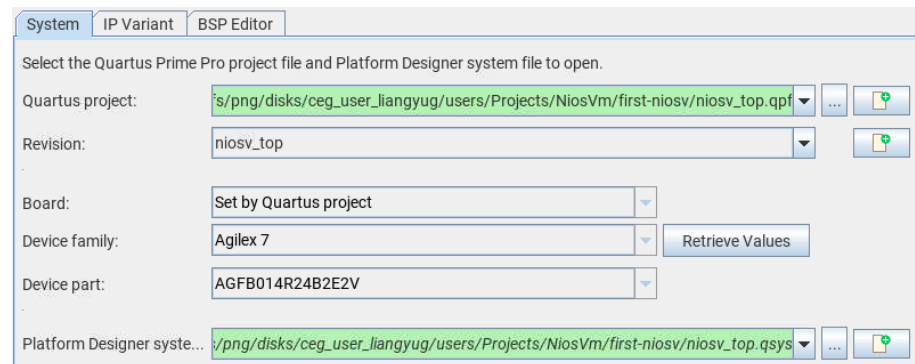 System IP Variant BSP Editor
Select the Quartus Prime Pro project file and Platform Designer system file to open.
Quartus project: fs/png/disks/ceg_user_liangyug/users/Projects/NiosVm/first-niosv/niosv_top.qpf ...
Revision: niosv_top
Board: Set by Quartus project
Device family: Agilex 7 Retrieve Values
Device part: AGFB014R24B2E2V
Platform Designer syste... s/png/disks/ceg_user_liangyug/users/Projects/NiosVm/first-niosv/niosv_top.qsys ...